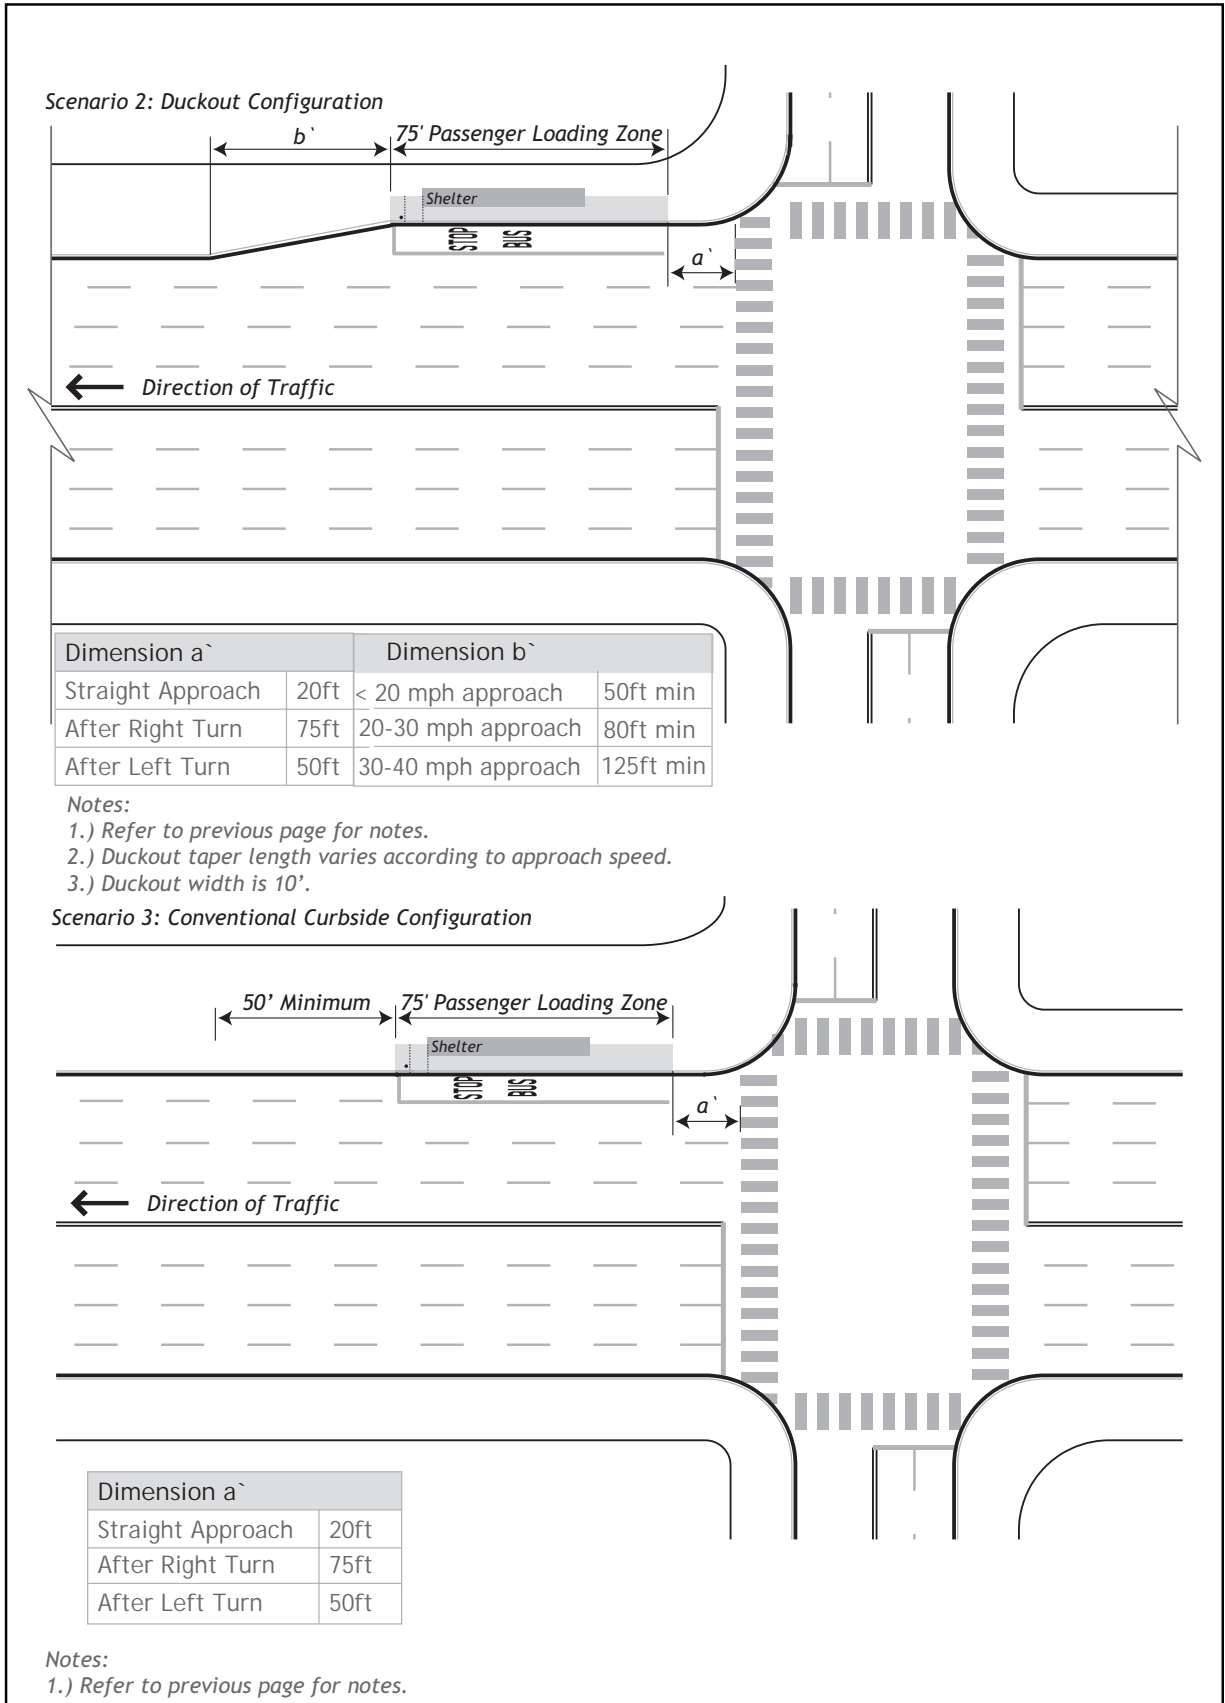 Scenario 2: Duckout Configuration
b`
75' Passenger Loading Zone
Shelter
STOP
BUS
a`
Direction of Traffic
Dimension a`
Straight Approach 20ft
After Right Turn 75ft
After Left Turn 50ft
Dimension b`
< 20 mph approach 50ft min
20-30 mph approach 80ft min
30-40 mph approach 125ft min
Notes:
1.) Refer to previous page for notes.
2.) Duckout taper length varies according to approach speed.
3.) Duckout width is 10’.
Scenario 3: Conventional Curbside Configuration
50’ Minimum
75' Passenger Loading Zone
Shelter
STOP
BUS
a`
Direction of Traffic
Dimension a`
Straight Approach 20ft
After Right Turn 75ft
After Left Turn 50ft
Notes:
1.) Refer to previous page for notes.